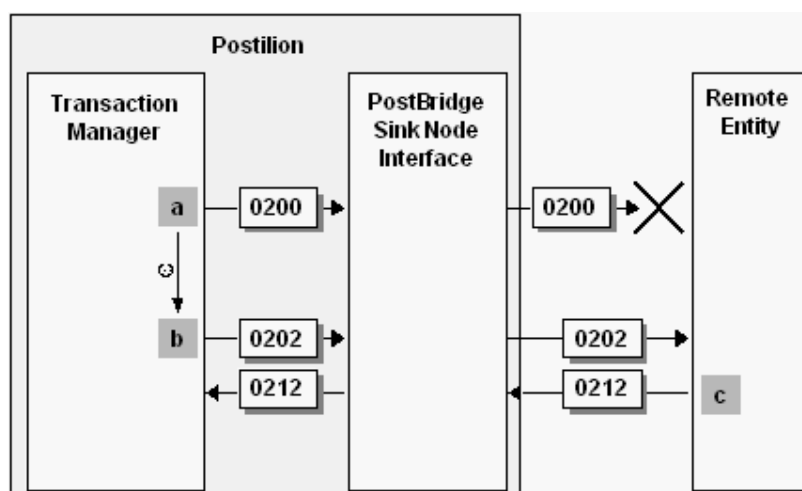 Postilion
Transaction
Manager
PostBridge
Sink Node
Interface
Remote
Entity
a
0200
0200
b
0202
0202
0212
0212
c